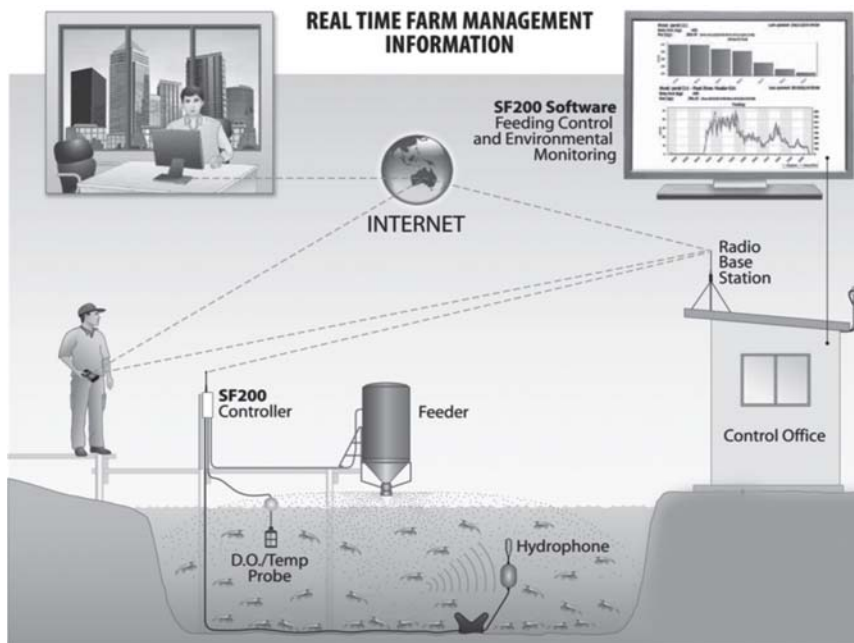 REAL TIME FARM MANAGEMENT
INFORMATION
SF200 Software
Feeding Control
and Environmental
Monitoring
INTERNET
Radio
Base
Station
SF200
Controller
Feeder
Control Office
D.O./Temp
Probe
Hydrophone